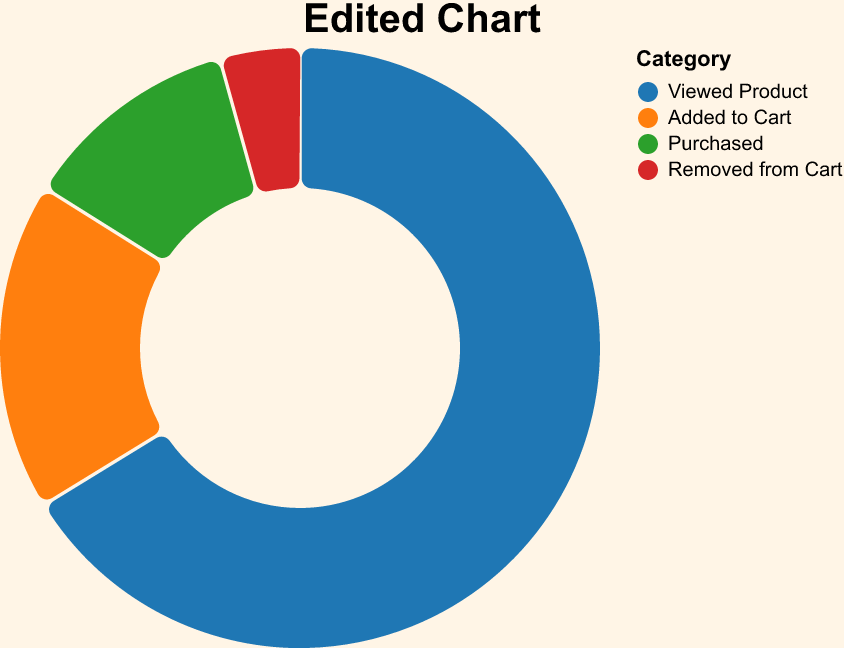 Edited Chart
Category
Viewed Product
Added to Cart
Purchased
Removed from Cart